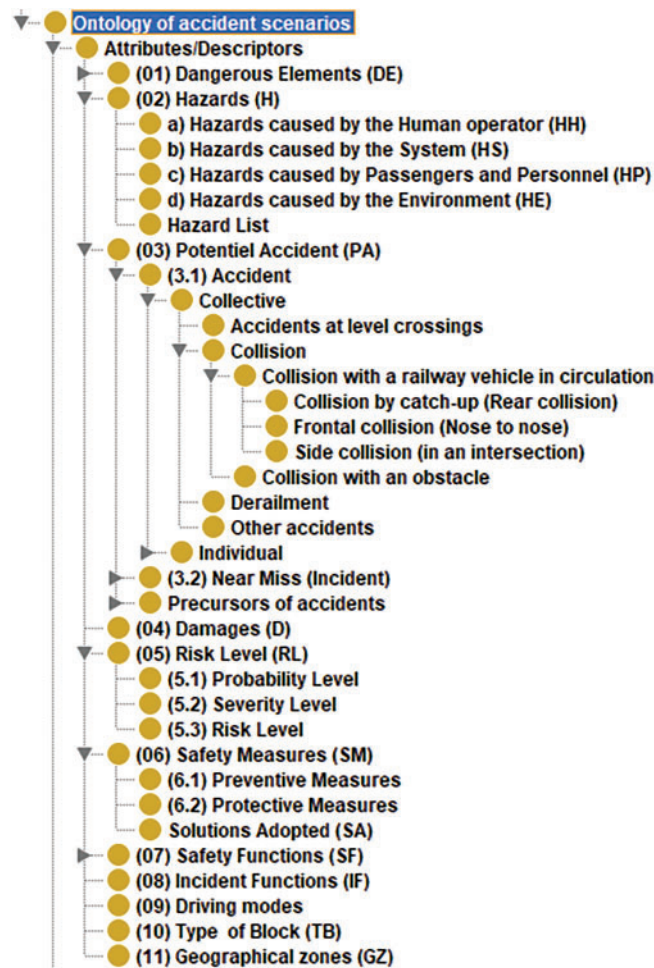 Ontology of accident scenarios
Attributes/Descriptors
(01) Dangerous Elements (DE)
(02) Hazards (H)
a) Hazards caused by the Human operator (HH)
b) Hazards caused by the System (HS)
c) Hazards caused by Passengers and Personnel (HP)
d) Hazards caused by the Environment (HE)
Hazard List
(03) Potentiel Accident (PA)
(3.1) Accident
Collective
Accidents at level crossings
Collision
Collision with a railway vehicle in circulation
Collision by catch-up (Rear collision)
Frontal collision (Nose to nose)
Side collision (in an intersection)
Collision with an obstacle
Derailment
Other accidents
Individual
(3.2) Near Miss (Incident)
Precursors of accidents
(04) Damages (D)
(05) Risk Level (RL)
(5.1) Probability Level
(5.2) Severity Level
(5.3) Risk Level
(06) Safety Measures (SM)
(6.1) Preventive Measures
(6.2) Protective Measures
Solutions Adopted (SA)
(07) Safety Functions (SF)
(08) Incident Functions (IF)
(09) Driving modes
(10) Type of Block (TB)
(11) Geographical zones (GZ)